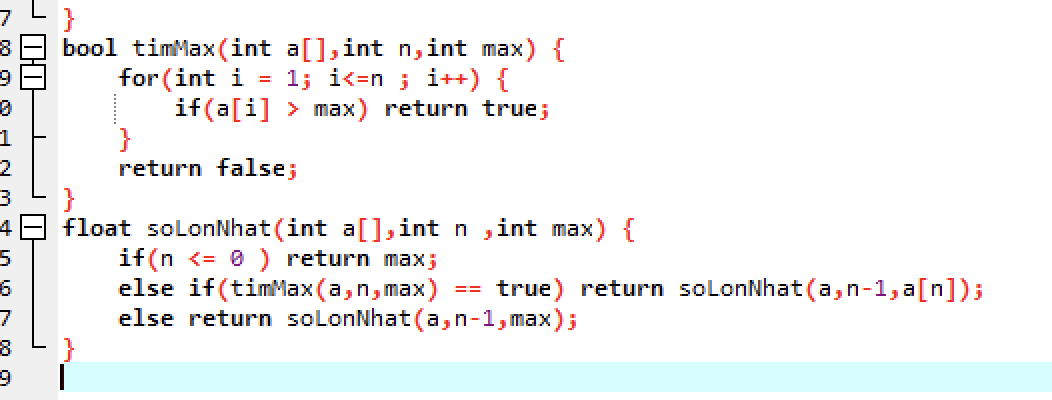 7 }
8 bool timMax(int a[],int n,int max) {
9     for(int i = 1; i<=n ; i++) {
0         if(a[i] > max) return true;
1     }
2     return false;
3 }
4 float soLonNhat(int a[],int n ,int max) {
5     if(n <= 0 ) return max;
6     else if(timMax(a,n,max) == true) return soLonNhat(a,n-1,a[n]);
7     else return soLonNhat(a,n-1,max);
8 }
9